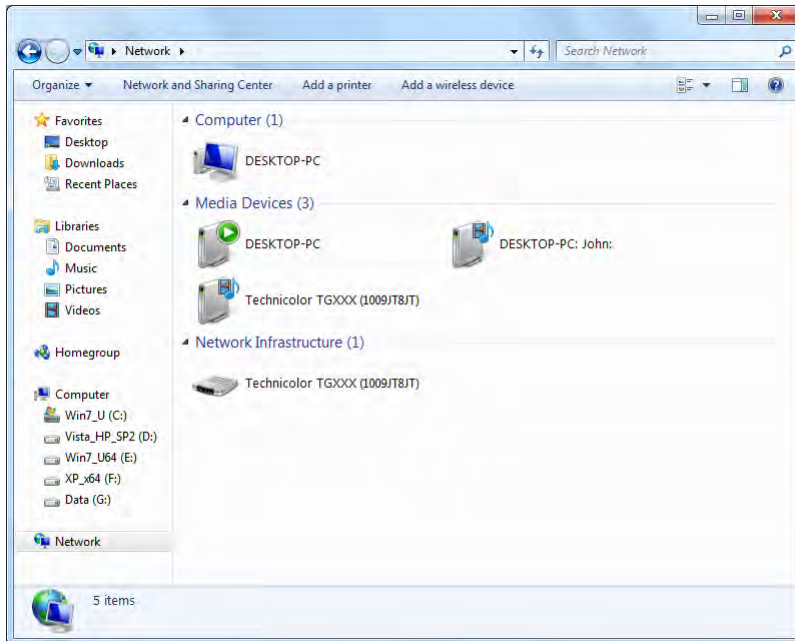 Network
Search Network
Organize
Network and Sharing Center
Add a printer
Add a wireless device
Favorites
Desktop
Downloads
Recent Places
Libraries
Documents
Music
Pictures
Videos
Homegroup
Computer
Win7_U (C:)
Vista_HP_SP2 (D:)
Win7_U64 (E:)
XP_x64 (F:)
Data (G:)
Network
Computer (1)
DESKTOP-PC
Media Devices (3)
DESKTOP-PC
DESKTOP-PC: John:
Technicolor TGXXX (1009JT8JT)
Network Infrastructure (1)
Technicolor TGXXX (1009JT8JT)
5 items